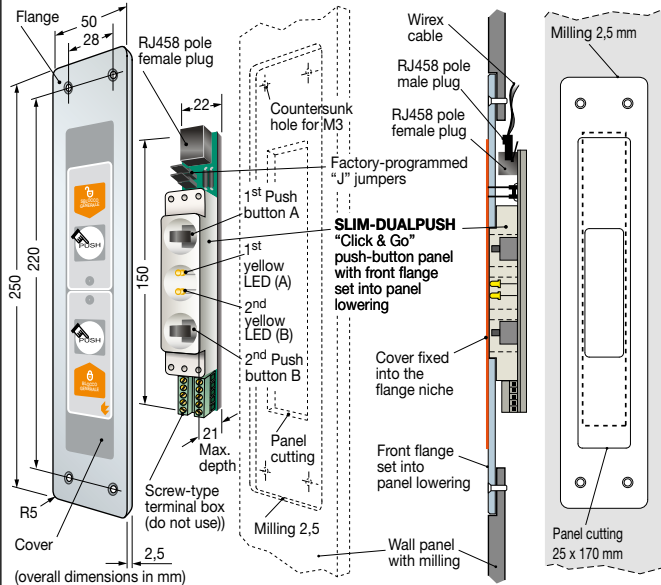 Flange
50
28
RJ458 pole
female plug
22
Countersunk
hole for M3
Factory-programmed
“J” jumpers
1st Push
button A
1st
yellow
LED (A)
2nd
yellow
LED (B)
2nd Push
button B
150
250
220
SBLOCCO
GENERALE
PUSH
PUSH
BLOCCO
GENERALE
R5
Cover
2,5
(overall dimensions in mm)
21
Max.
depth
Screw-type
terminal box
(do not use))
Panel
cutting
Milling 2,5
SLIM-DUALPUSH
“Click & Go”
push-button panel
with front flange
set into panel
lowering
Wirex
cable
RJ458 pole
male plug
RJ458 pole
female plug
Cover fixed
into the
flange niche
Front flange
set into
panel lowering
Wall panel
with milling
Milling 2,5 mm
Panel cutting
25 x 170 mm